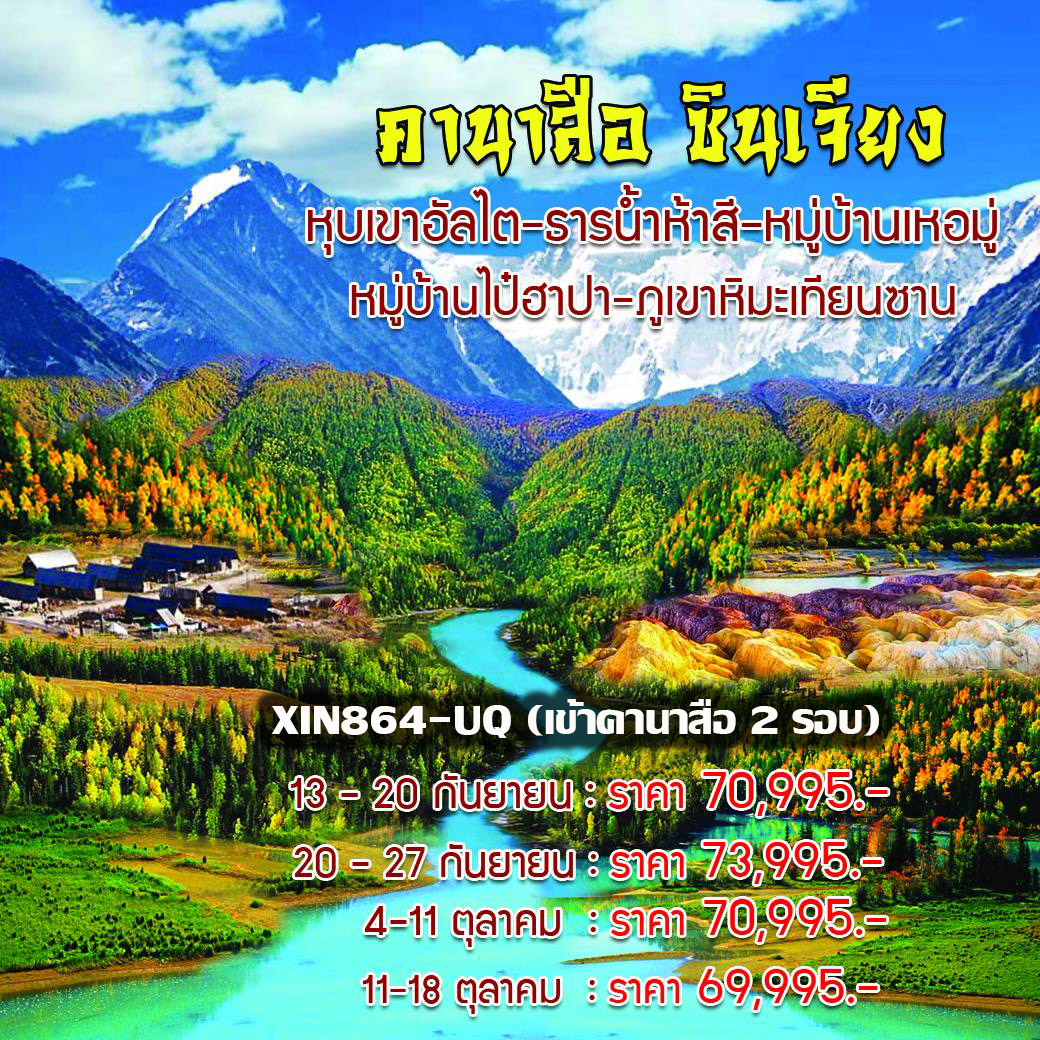 คานาสือ ซินเจียง
หุบเขาอัลไต-ธารน้ำห้าสี-หมู่บ้านเหอมู่
หมู่บ้านไป๋ฮาปา-ภูเขาหิมะเทียนซาน
XIN864-UQ (เข้าคานาสือ 2 รอบ)
13 - 20 กันยายน : ราคา 70,995.-
20 - 27 กันยายน : ราคา 73,995.-
4-11 ตุลาคม : ราคา 70,995.-
11-18 ตุลาคม : ราคา 69,995.-